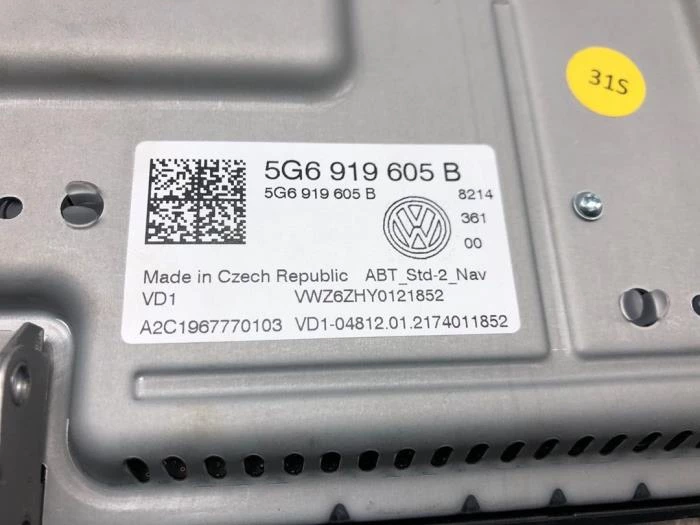 31S
5G6 919 605 B
5G6 919 605 B 8214
361
00
Made in Czech Republic ABT_Std-2_Nav
VD1 VWZ6ZHY0121852
A2C1967770103 VD1-04812.01.2174011852